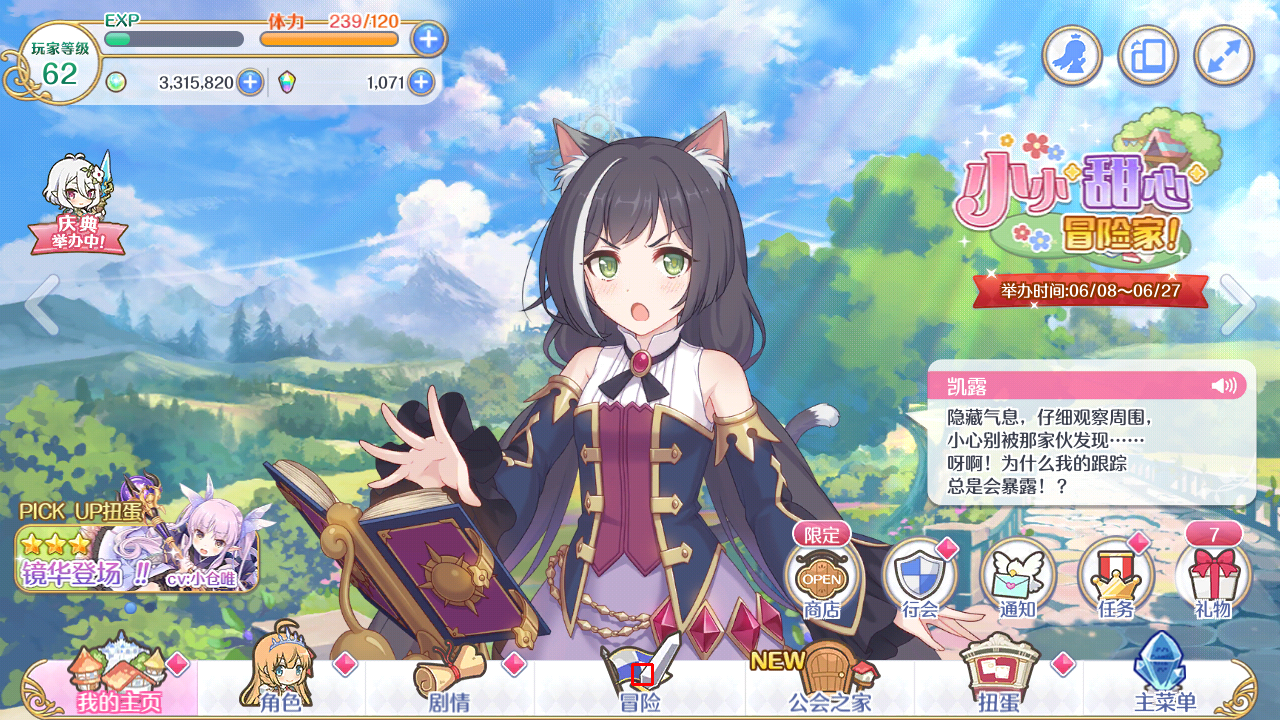 EXP
体力 239/120
玩家等级
62
3,315,820
1,071
庆典
举办中!
小小甜心
冒险家!
举办时间:06/08～06/27
凯露
隐藏气息，仔细观察周围，
小心别被那家伙发现……
呀啊！为什么我的跟踪
总是会暴露！？
PICK UP扭蛋
镜华登场!!
cv:小仓唯
限定
OPEN
商店
行会
通知
任务
7
礼物
我的主页
角色
剧情
冒险
NEW
公会之家
扭蛋
主菜单